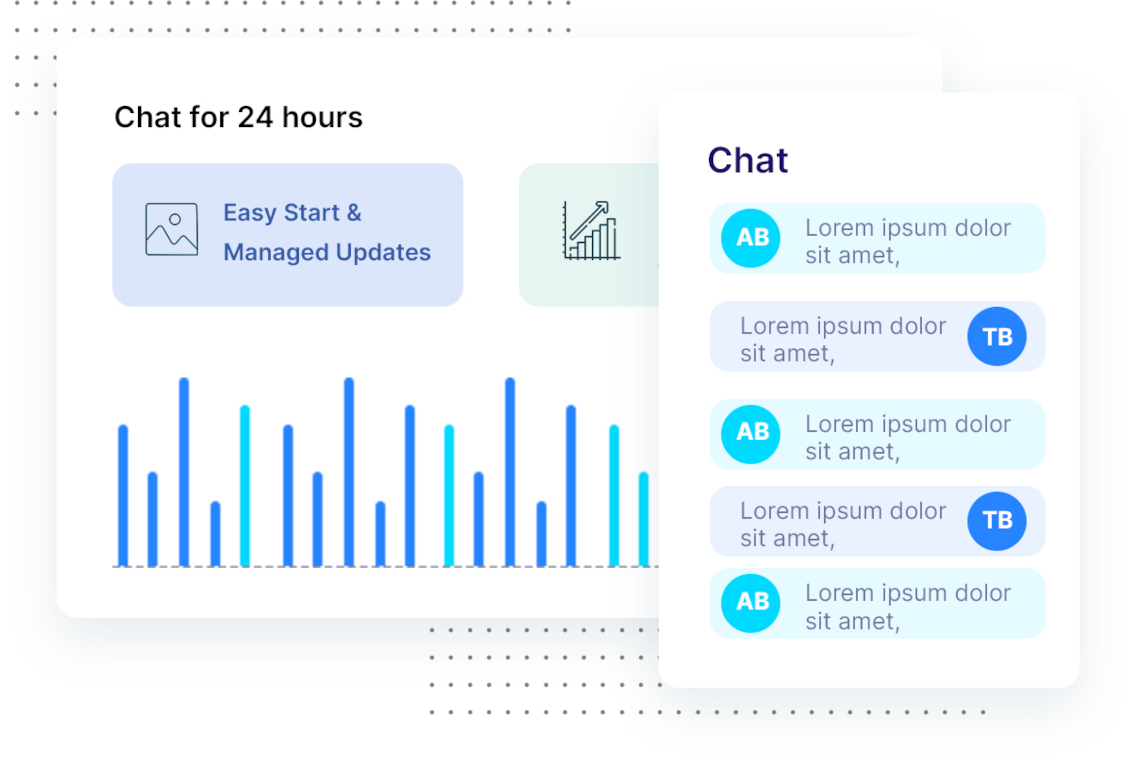 Chat for 24 hours
Easy Start &
Managed Updates
Chat
AB
Lorem ipsum dolor
sit amet,
Lorem ipsum dolor
sit amet,
TB
AB
Lorem ipsum dolor
sit amet,
Lorem ipsum dolor
sit amet,
TB
AB
Lorem ipsum dolor
sit amet,